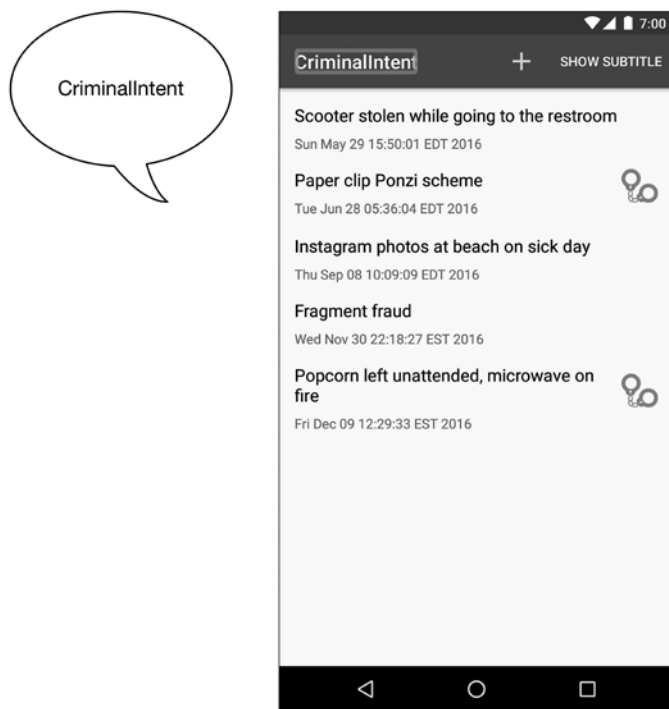 CriminalIntent
7:00
CriminalIntent
SHOW SUBTITLE
Scooter stolen while going to the restroom
Sun May 29 15:50:01 EDT 2016
Paper clip Ponzi scheme
Tue Jun 28 05:36:04 EDT 2016
Instagram photos at beach on sick day
Thu Sep 08 10:09:09 EDT 2016
Fragment fraud
Wed Nov 30 22:18:27 EST 2016
Popcorn left unattended, microwave on
fire
Fri Dec 09 12:29:33 EST 2016